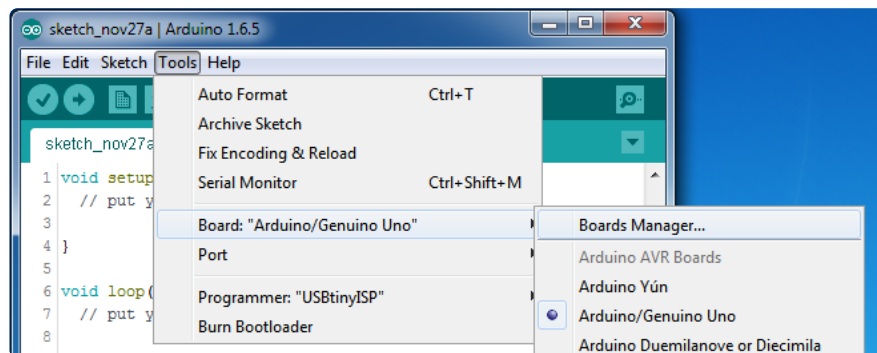 sketch_nov27a | Arduino 1.6.5
File Edit Sketch Tools Help
Auto Format Ctrl+T
Archive Sketch
Fix Encoding & Reload
Serial Monitor Ctrl+Shift+M
Board: "Arduino/Genuino Uno"
Port
Programmer: "USBtinyISP"
Burn Bootloader
Boards Manager...
Arduino AVR Boards
Arduino Yún
Arduino/Genuino Uno
Arduino Duemilanove or Diecimila
sketch_nov27a
1 void setup
2 // put y
3
4 }
5
6 void loop(
7 // put y
8